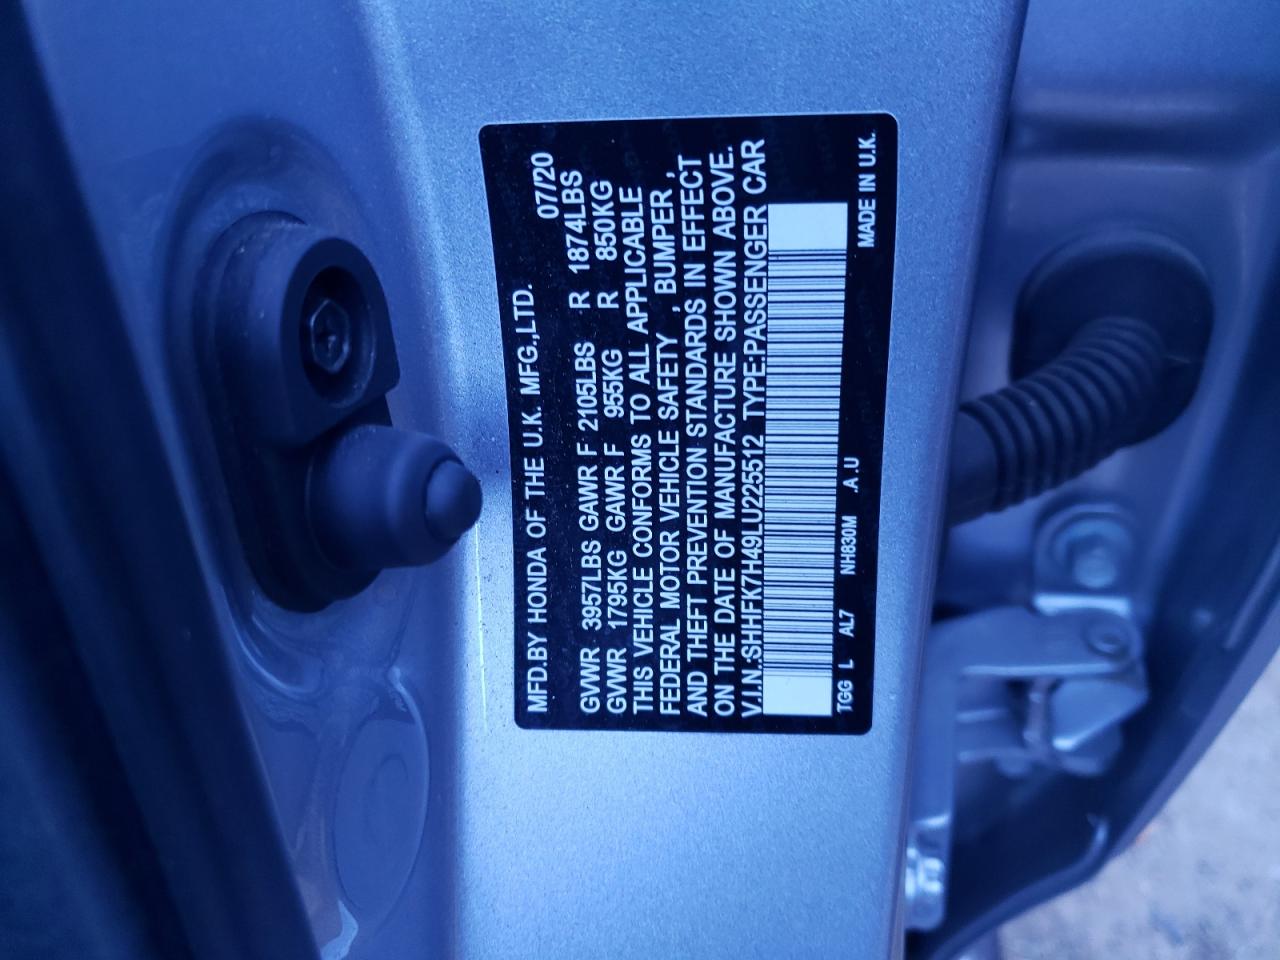 MFD.BY HONDA OF THE U.K. MFG.,LTD. 07/20
GVWR 3957LBS GAWR F 2105LBS R 1874LBS
GVWR 1795KG GAWR F 955KG R 850KG
THIS VEHICLE CONFORMS TO ALL APPLICABLE
FEDERAL MOTOR VEHICLE SAFETY , BUMPER ,
AND THEFT PREVENTION STANDARDS IN EFFECT
ON THE DATE OF MANUFACTURE SHOWN ABOVE.
V.I.N.:SHHFK7H49LU225512 TYPE:PASSENGER CAR
TGG L AL7 NH830M .A.U MADE IN U.K.